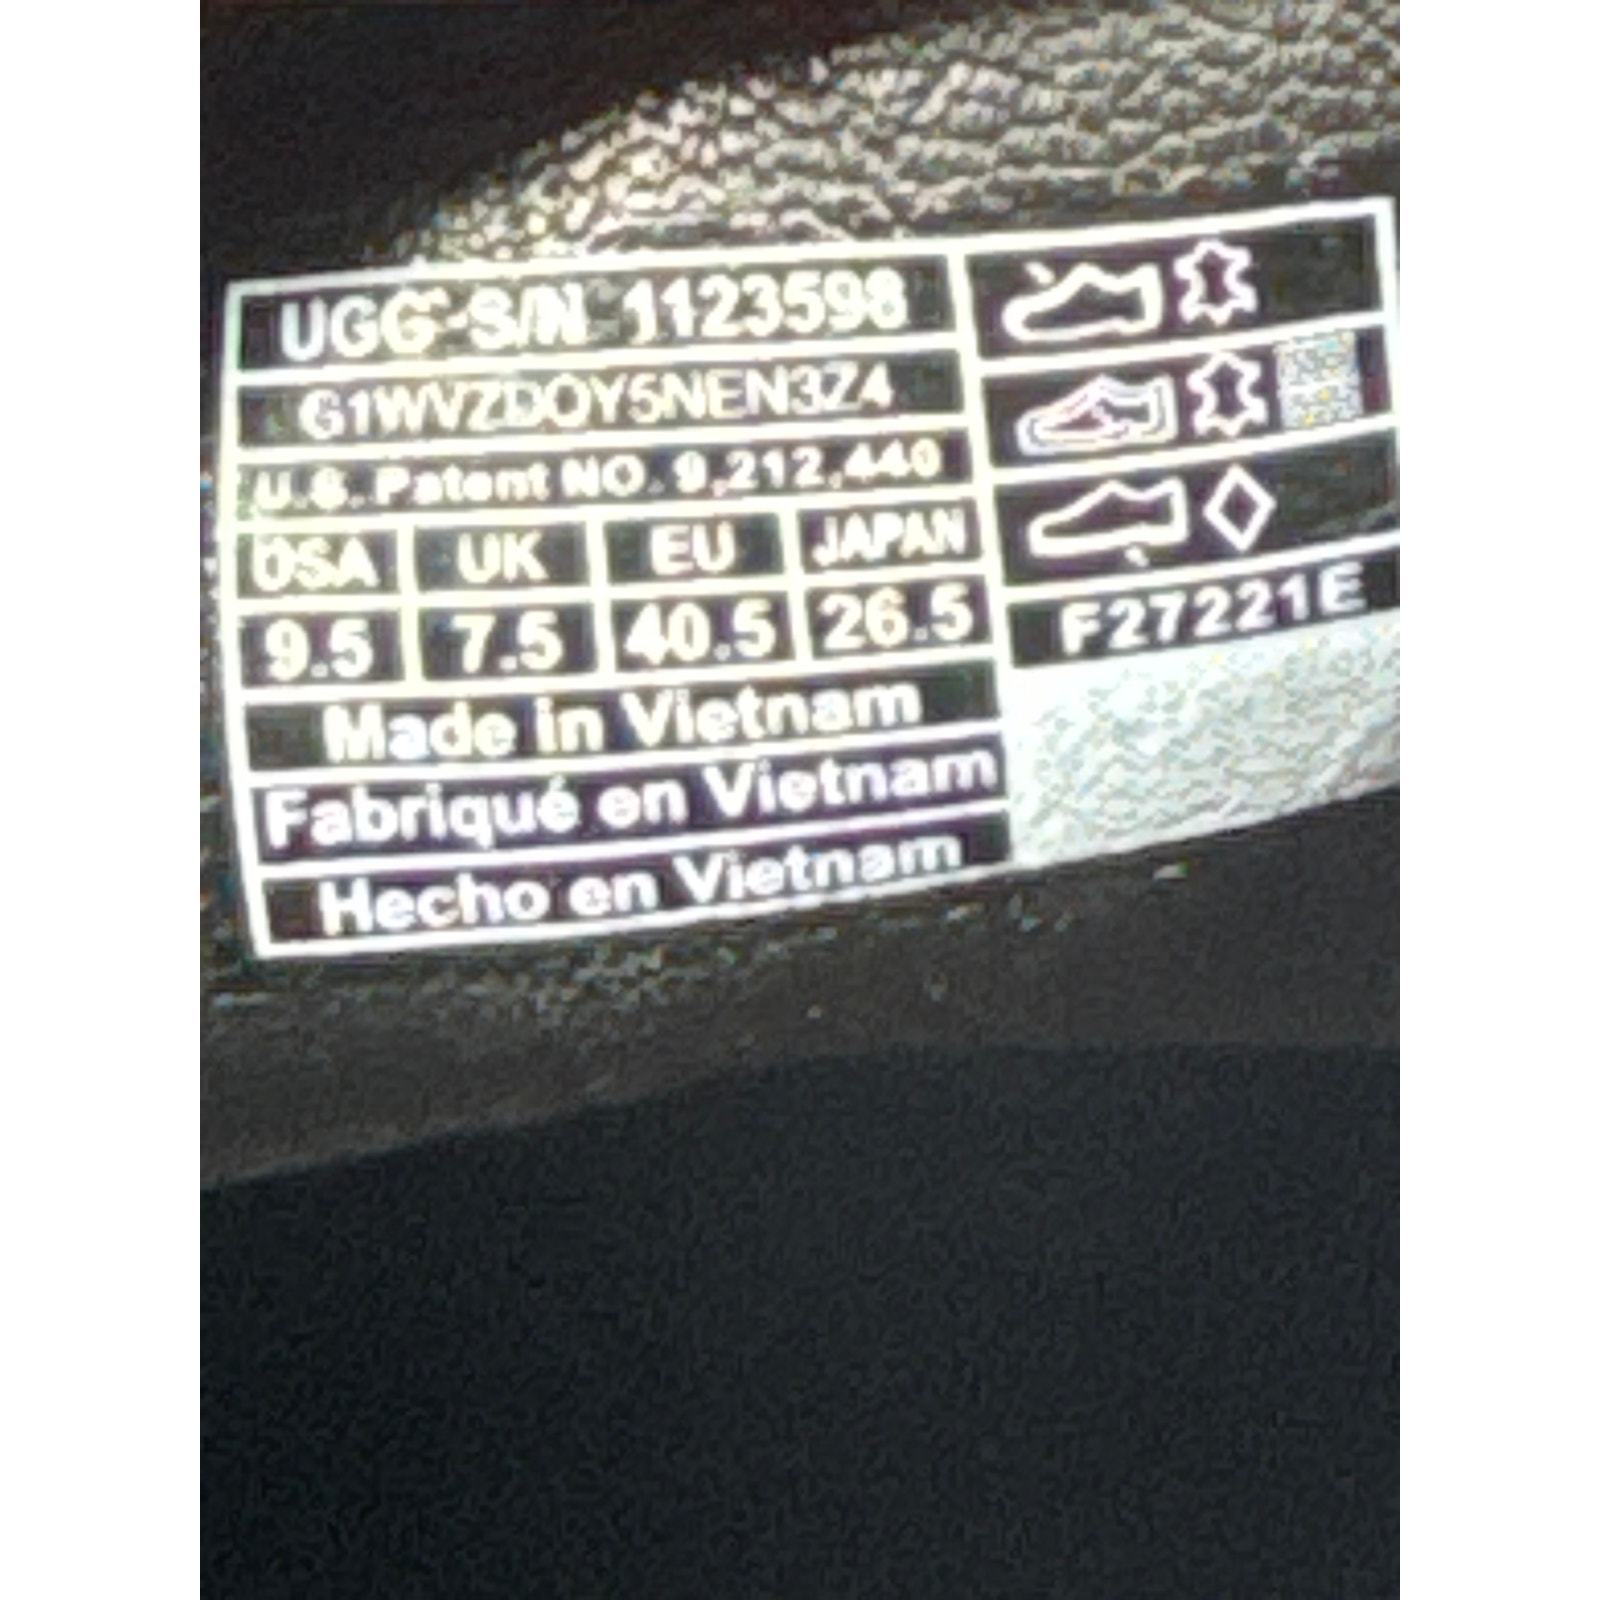 UGG® S/N 1123598
G1WVZDOY5NEN3Z4
U.S. Patent NO. 9,212,440
USA UK EU JAPAN
9.5 7.5 40.5 26.5
Made in Vietnam
Fabriqué en Vietnam
Hecho en Vietnam
F27221E